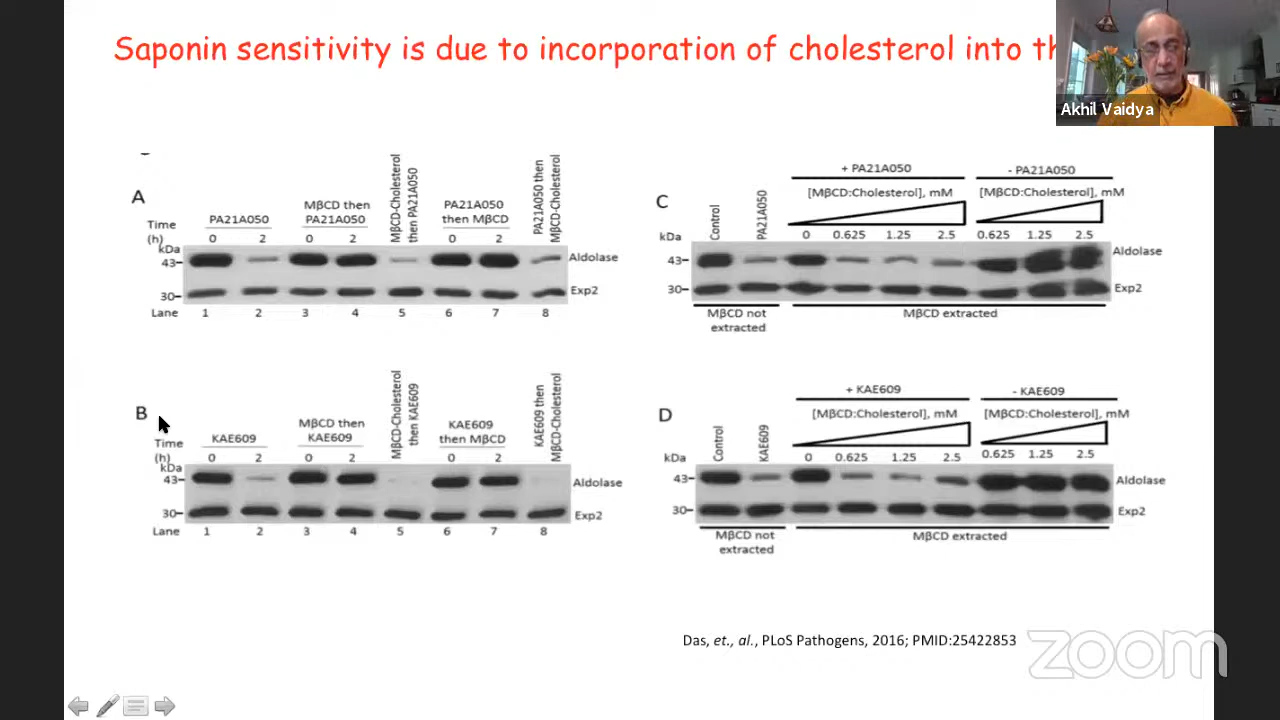 Saponin sensitivity is due to incorporation of cholesterol into th
Akhil Vaidya
A
Time
(h)
kDa
PA21A050
0 2
MβCD then
PA21A050
0 2
MβCD-Cholesterol
then PA21A050
PA21A050
then MβCD
0 2
PA21A050 then
MβCD-Cholesterol
43
30
Aldolase
Exp2
Lane 1 2 3 4 5 6 7 8
C
kDa
Control
PA21A050
+ PA21A050
[MβCD:Cholesterol], mM
0 0.625 1.25 2.5
- PA21A050
[MβCD:Cholesterol], mM
0.625 1.25 2.5
43
30
Aldolase
Exp2
MβCD not
extracted
MβCD extracted
B
Time
(h)
kDa
KAE609
0 2
MβCD then
KAE609
0 2
MβCD-Cholesterol
then KAE609
KAE609
then MβCD
0 2
KAE609 then
MβCD-Cholesterol
43
30
Aldolase
Exp2
Lane 1 2 3 4 5 6 7 8
D
kDa
Control
KAE609
+ KAE609
[MβCD:Cholesterol], mM
0 0.625 1.25 2.5
- KAE609
[MβCD:Cholesterol], mM
0.625 1.25 2.5
43
30
Aldolase
Exp2
MβCD not
extracted
MβCD extracted
Das, et., al., PLoS Pathogens, 2016; PMID:25422853
zoom